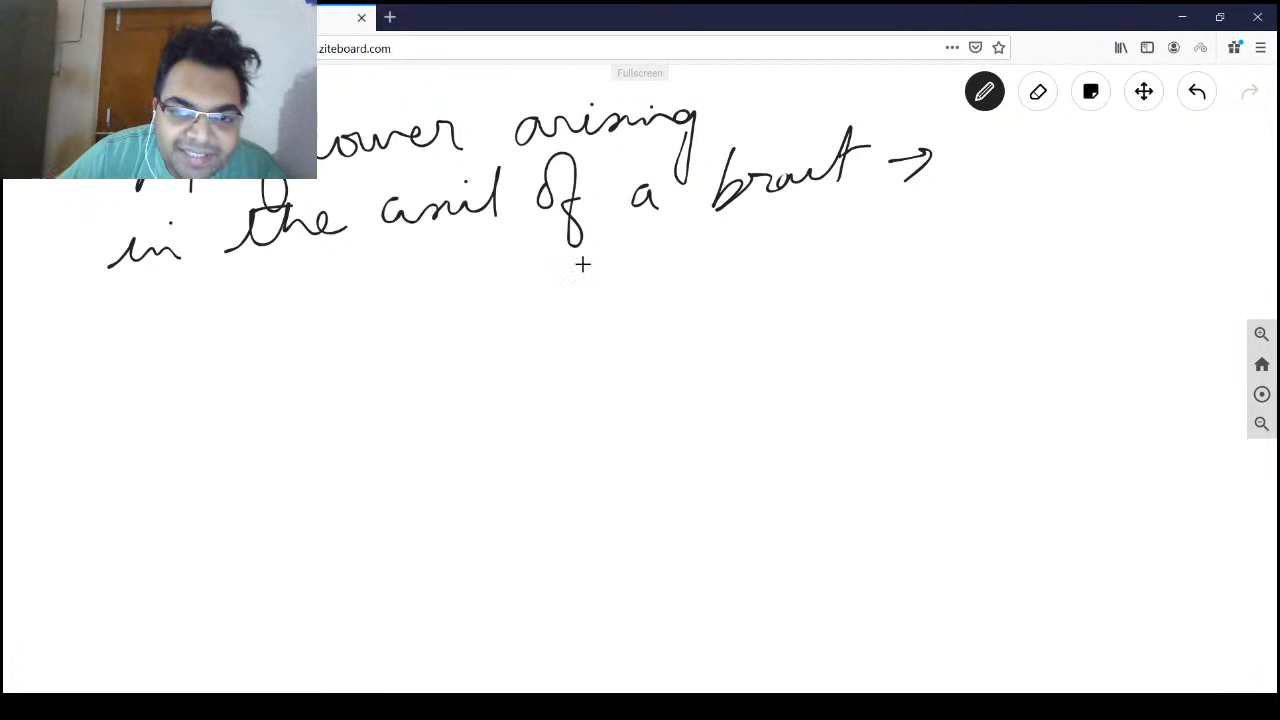 .ziteboard.com
Fullscreen
ower arising
in the axil of a bract →